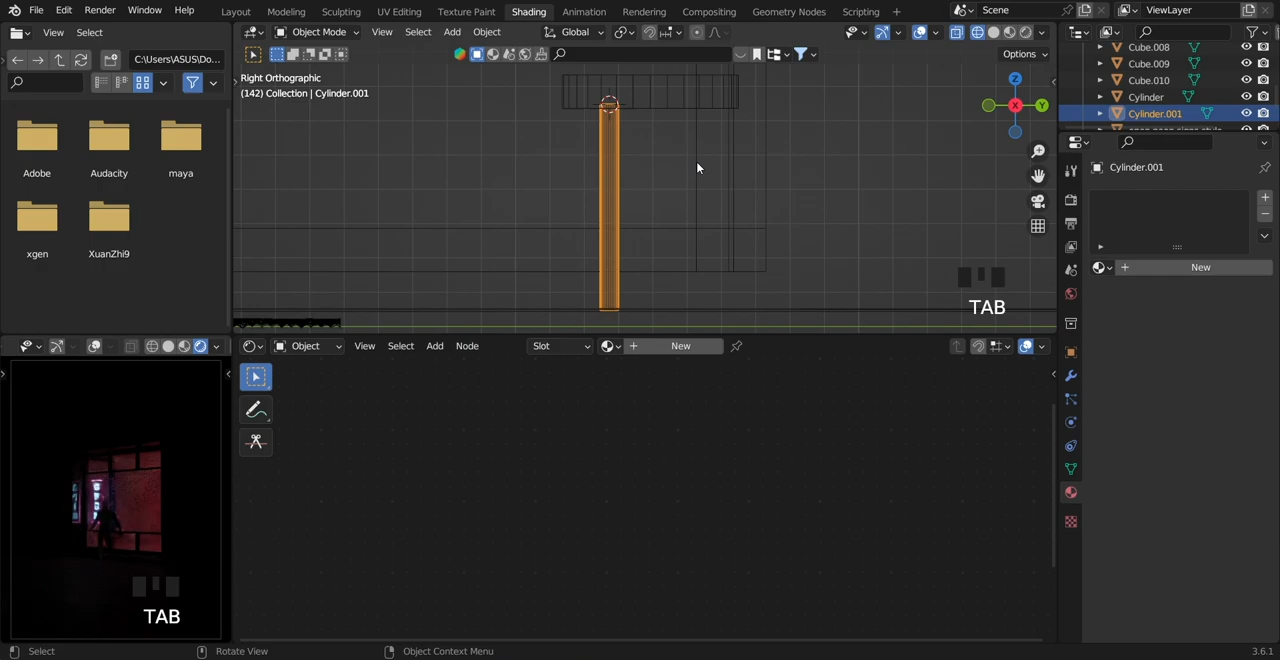 File Edit Render Window Help Layout Modeling Sculpting UV Editing Texture Paint Shading Animation Rendering Compositing Geometry Nodes Scripting + Scene ViewLayer
View Select Object Mode View Select Add Object Global
C:\Users\ASUS\Do... Options
Right Orthographic
(142) Collection | Cylinder.001
Adobe Audacity maya
xgen XuanZhi9
Z
X Y
TAB
Cube.008
Cube.009
Cube.010
Cylinder
Cylinder.001
Cylinder.001
New
Object View Select Add Node Slot New
TAB
Select Rotate View Object Context Menu 3.6.1